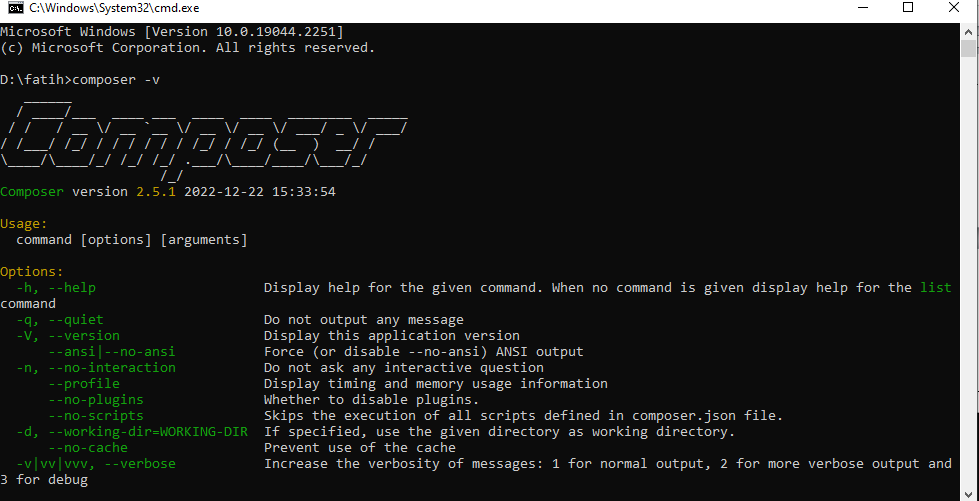 C:\Windows\System32\cmd.exe
Microsoft Windows [Version 10.0.19044.2251]
(c) Microsoft Corporation. All rights reserved.
D:\fatih>composer -v
   ______
  / ____/___  ____ ___  ____  ____  ________  _____
 / /   / __ \/ __ `__ \/ __ \/ __ \/ ___/ _ \/ ___/
/ /___/ /_/ / / / / / / /_/ / /_/ (__  )  __/ /
\____/\____/_/ /_/ /_/ .___/\____/____/\___/_/
                    /_/
Composer version 2.5.1 2022-12-22 15:33:54
Usage:
  command [options] [arguments]
Options:
  -h, --help                     Display help for the given command. When no command is given display help for the list
command
  -q, --quiet                    Do not output any message
  -V, --version                  Display this application version
      --ansi|--no-ansi           Force (or disable --no-ansi) ANSI output
  -n, --no-interaction           Do not ask any interactive question
      --profile                  Display timing and memory usage information
      --no-plugins               Whether to disable plugins.
      --no-scripts               Skips the execution of all scripts defined in composer.json file.
  -d, --working-dir=WORKING-DIR  If specified, use the given directory as working directory.
      --no-cache                 Prevent use of the cache
  -v|vv|vvv, --verbose           Increase the verbosity of messages: 1 for normal output, 2 for more verbose output and
3 for debug